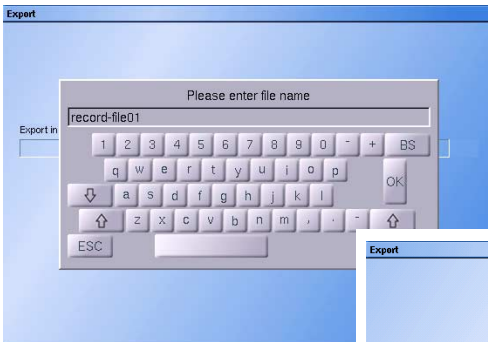 Export
Please enter file name
record-file01
Export in
1 2 3 4 5 6 7 8 9 0 - + BS
q w e r t y u i o p
OK
a s d f g h j k l
z x c v b n m , . -
ESC
Export